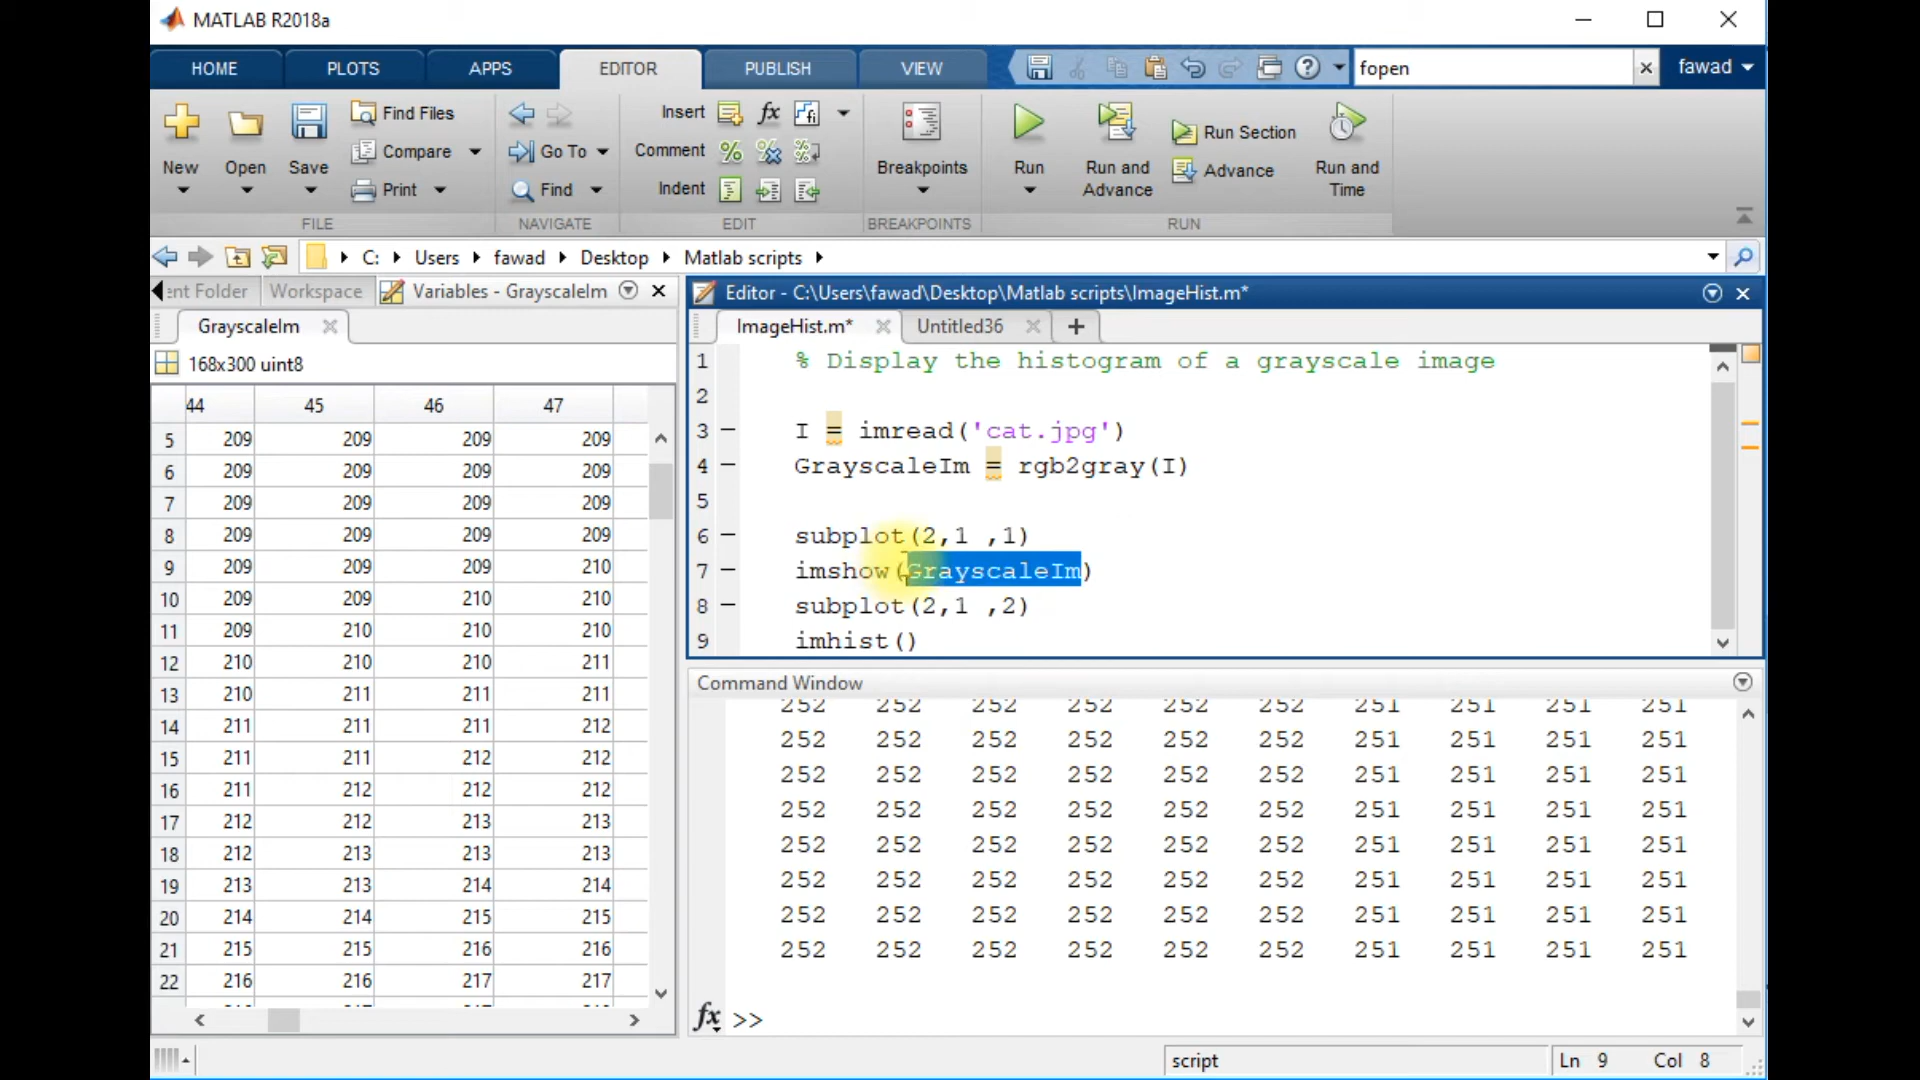 MATLAB R2018a
HOME
PLOTS
APPS
EDITOR
PUBLISH
VIEW
fopen
fawad
New
Open
Save
Find Files
Compare
Print
FILE
Go To
Find
NAVIGATE
Insert
fx
fi
Comment
%
Indent
EDIT
Breakpoints
BREAKPOINTS
Run
Run and
Advance
Run Section
Advance
Run and
Time
RUN
C:
Users
fawad
Desktop
Matlab scripts
ent Folder
Workspace
Variables - GrayscaleIm
GrayscaleIm
168x300 uint8
44 45 46 47
5 209 209 209 209
6 209 209 209 209
7 209 209 209 209
8 209 209 209 209
9 209 209 209 210
10 209 209 210 210
11 209 210 210 210
12 210 210 210 211
13 210 211 211 211
14 211 211 211 212
15 211 211 212 212
16 211 212 212 212
17 212 212 213 213
18 212 213 213 213
19 213 213 214 214
20 214 214 215 215
21 215 215 216 216
22 216 216 217 217
Editor - C:\Users\fawad\Desktop\Matlab scripts\ImageHist.m*
ImageHist.m*
Untitled36
1 % Display the histogram of a grayscale image
2
3 — I = imread('cat.jpg')
4 — GrayscaleIm = rgb2gray(I)
5
6 — subplot(2,1 ,1)
7 — imshow(GrayscaleIm)
8 — subplot(2,1 ,2)
9 imhist()
Command Window
252 252 252 252 252 252 251 251 251 251
252 252 252 252 252 252 251 251 251 251
252 252 252 252 252 252 251 251 251 251
252 252 252 252 252 252 251 251 251 251
252 252 252 252 252 252 251 251 251 251
252 252 252 252 252 252 251 251 251 251
252 252 252 252 252 252 251 251 251 251
252 252 252 252 252 252 251 251 251 251
fx >>
script
Ln 9 Col 8